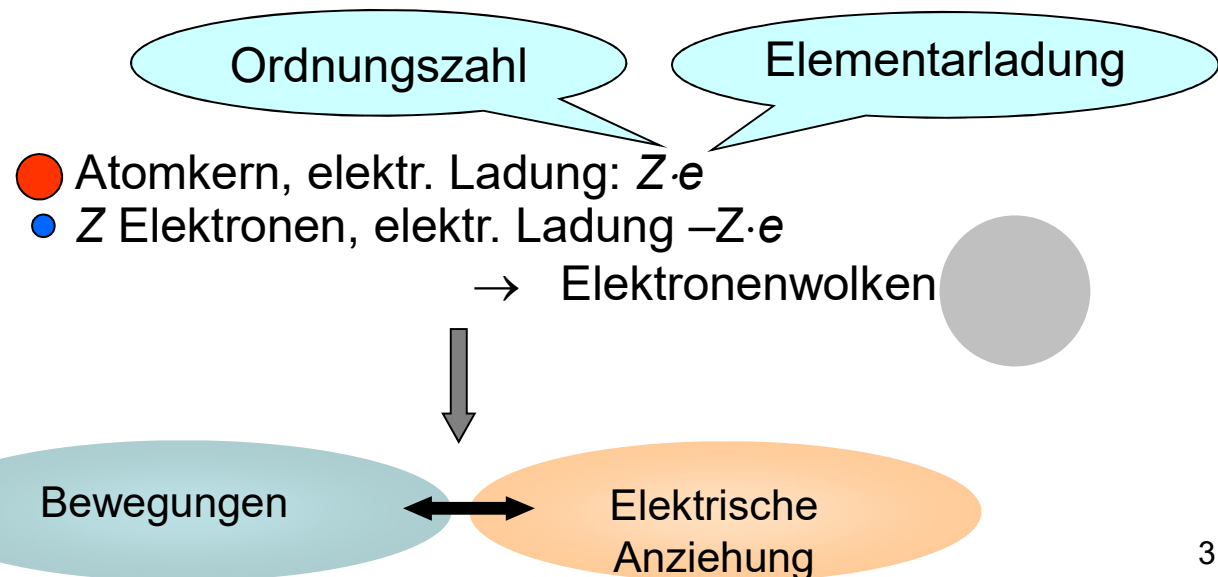 Ordnungszahl
Elementarladung
Atomkern, elektr. Ladung: Z·e
Z Elektronen, elektr. Ladung –Z·e
→ Elektronenwolken
Bewegungen
Elektrische
Anziehung
3